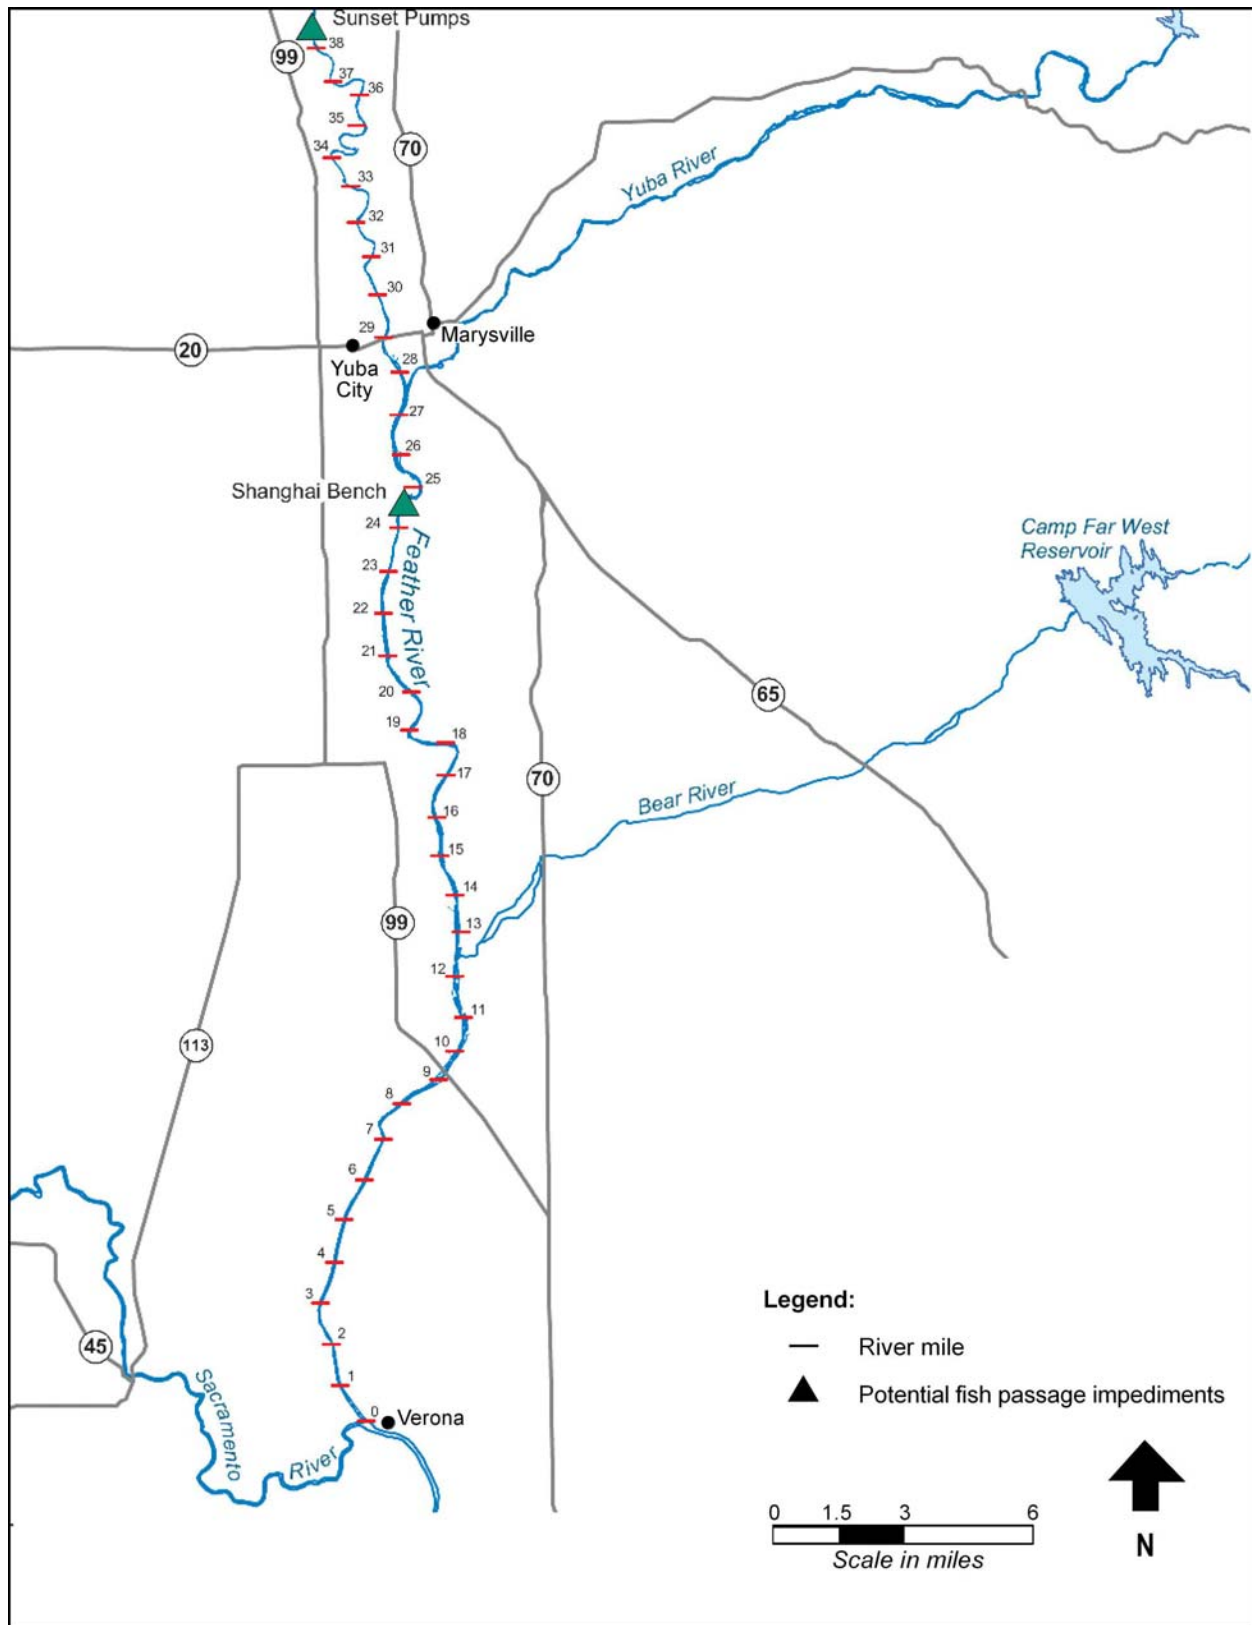 Sunset Pumps
38
99
37
36
35
70
34
33
Yuba River
32
31
30
29
Marysville
20
Yuba
City
28
27
26
25
Shanghai Bench
24
Camp Far West
Reservoir
Feather River
23
22
21
20
65
19
18
17
70
Bear River
16
15
14
99
13
12
11
113
10
9
8
7
6
5
4
3
Legend:
2
45
River mile
1
Potential fish passage impediments
0
Verona
Sacramento
River
0 1.5 3 6
Scale in miles
N